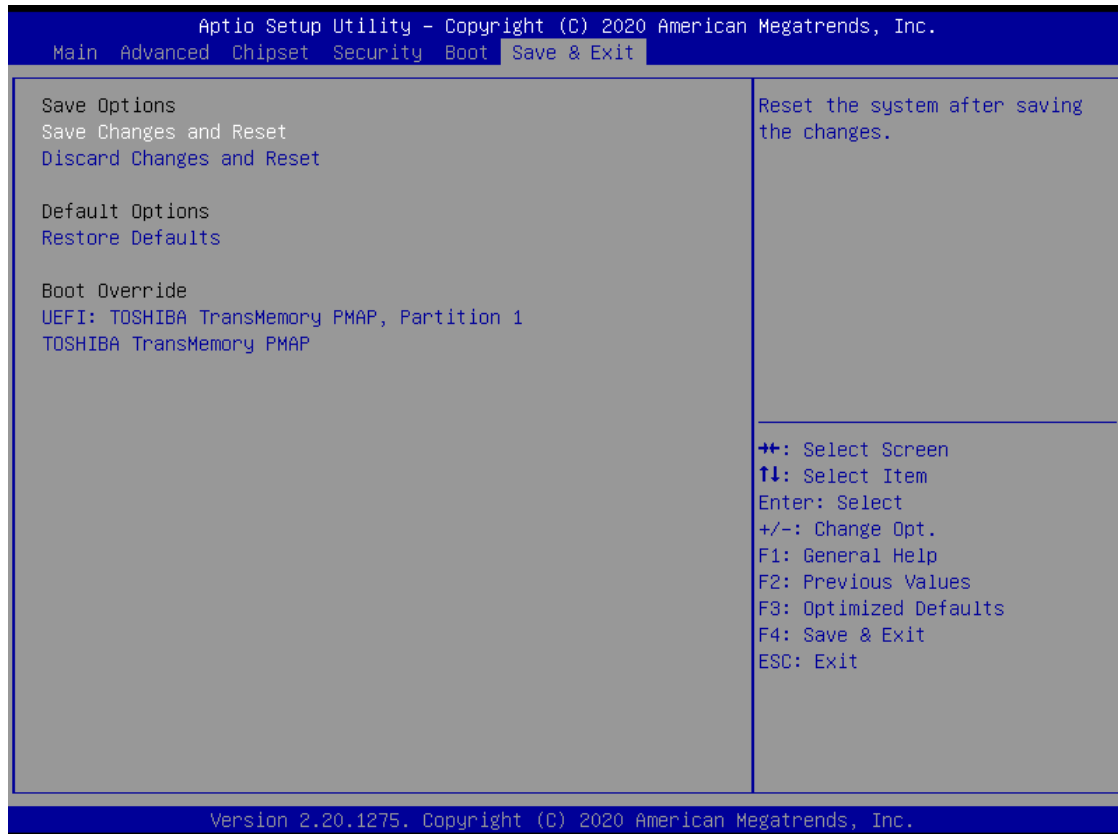 Aptio Setup Utility – Copyright (C) 2020 American Megatrends, Inc.
Main Advanced Chipset Security Boot Save & Exit
Save Options
Save Changes and Reset
Discard Changes and Reset
Default Options
Restore Defaults
Boot Override
UEFI: TOSHIBA TransMemory PMAP, Partition 1
TOSHIBA TransMemory PMAP
Reset the system after saving
the changes.
→←: Select Screen
↑↓: Select Item
Enter: Select
+/-: Change Opt.
F1: General Help
F2: Previous Values
F3: Optimized Defaults
F4: Save & Exit
ESC: Exit
Version 2.20.1275. Copyright (C) 2020 American Megatrends, Inc.